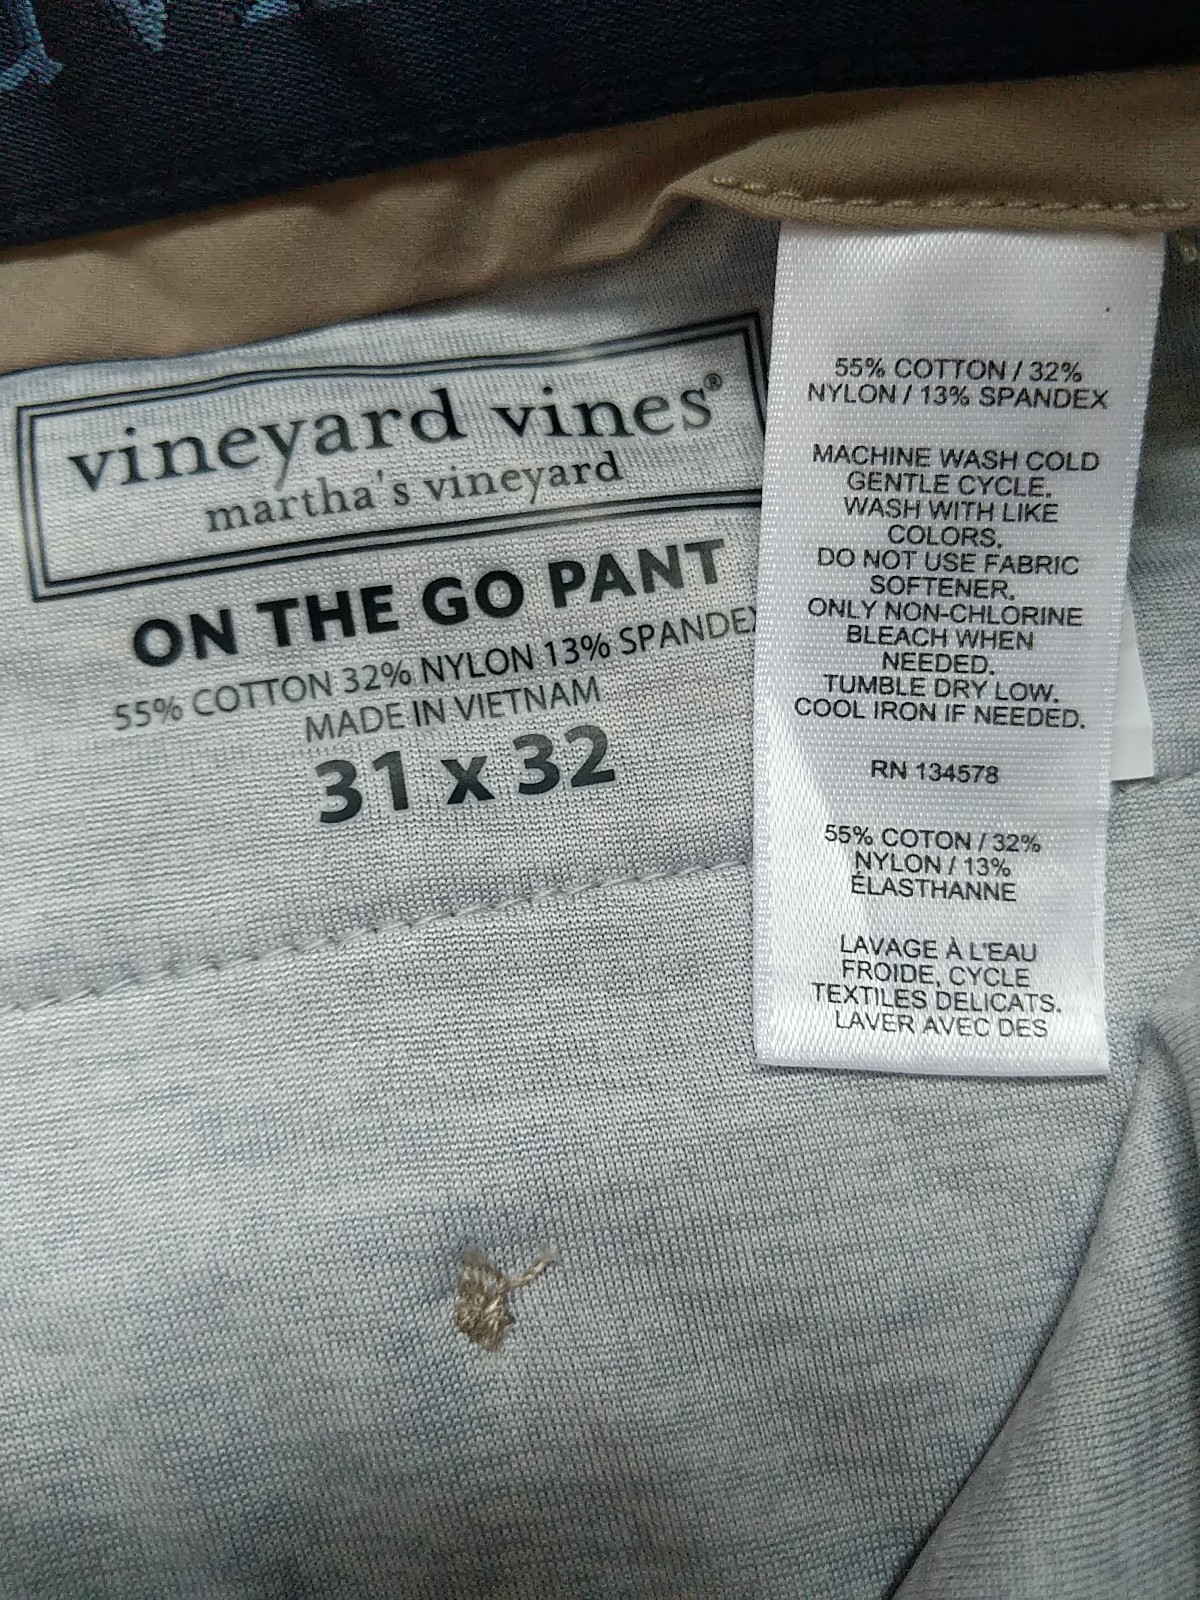 vineyard vines®
martha's vineyard
ON THE GO PANT
55% COTTON 32% NYLON 13% SPANDEX
MADE IN VIETNAM
31 x 32
55% COTTON / 32%
NYLON / 13% SPANDEX
MACHINE WASH COLD
GENTLE CYCLE.
WASH WITH LIKE
COLORS.
DO NOT USE FABRIC
SOFTENER.
ONLY NON-CHLORINE
BLEACH WHEN
NEEDED.
TUMBLE DRY LOW.
COOL IRON IF NEEDED.
RN 134578
55% COTON / 32%
NYLON / 13%
ÉLASTHANNE
LAVAGE À L'EAU
FROIDE, CYCLE
TEXTILES DELICATS.
LAVER AVEC DES